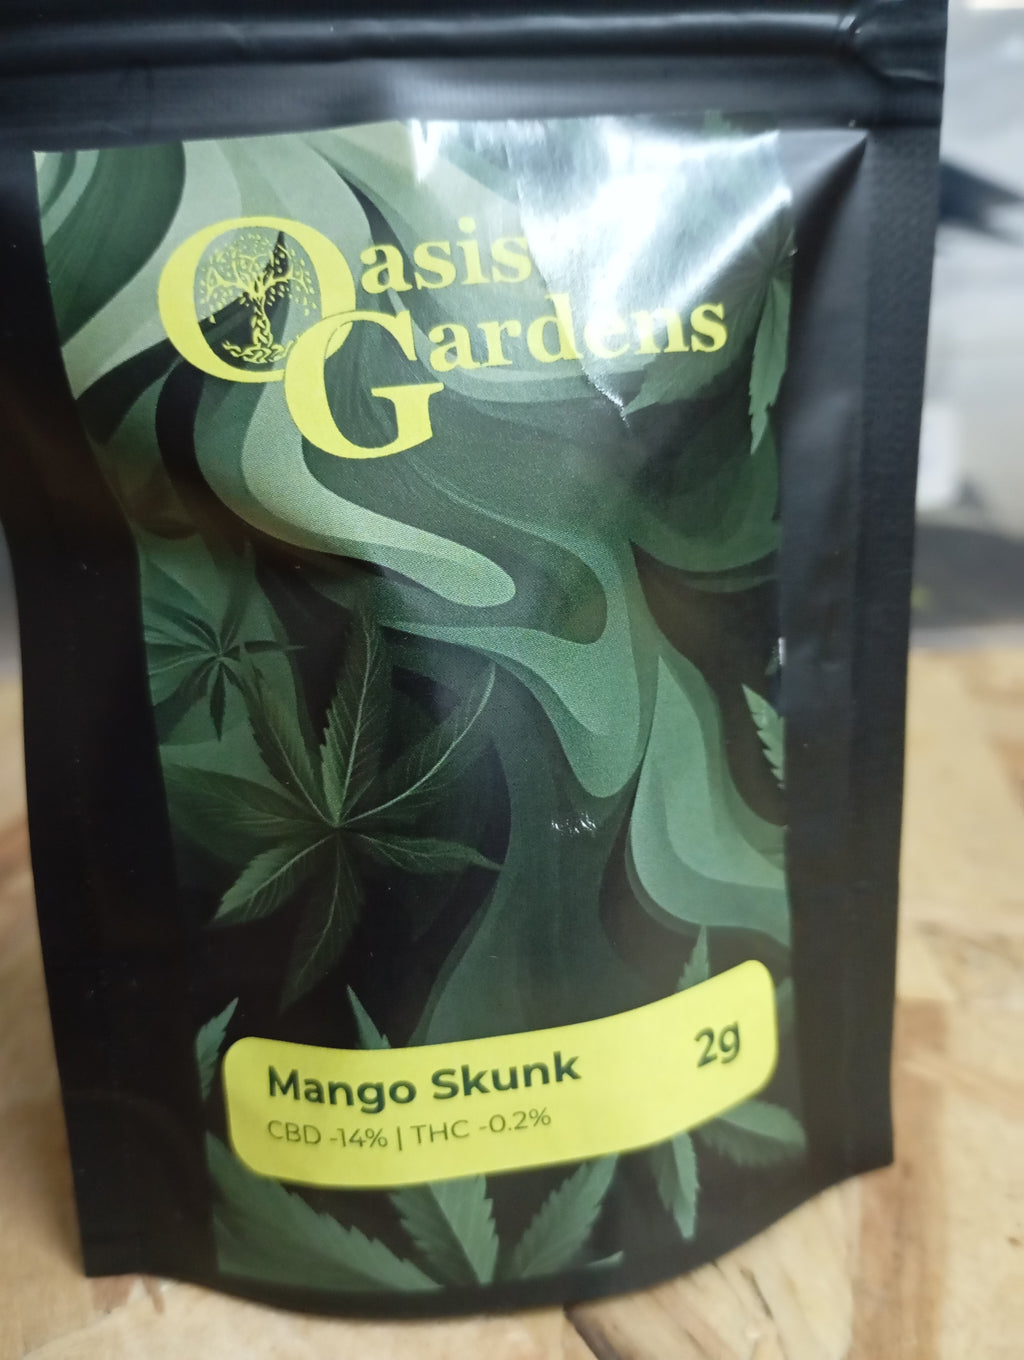 Oasis
Gardens
Mango Skunk 2g
CBD -14% | THC -0.2%